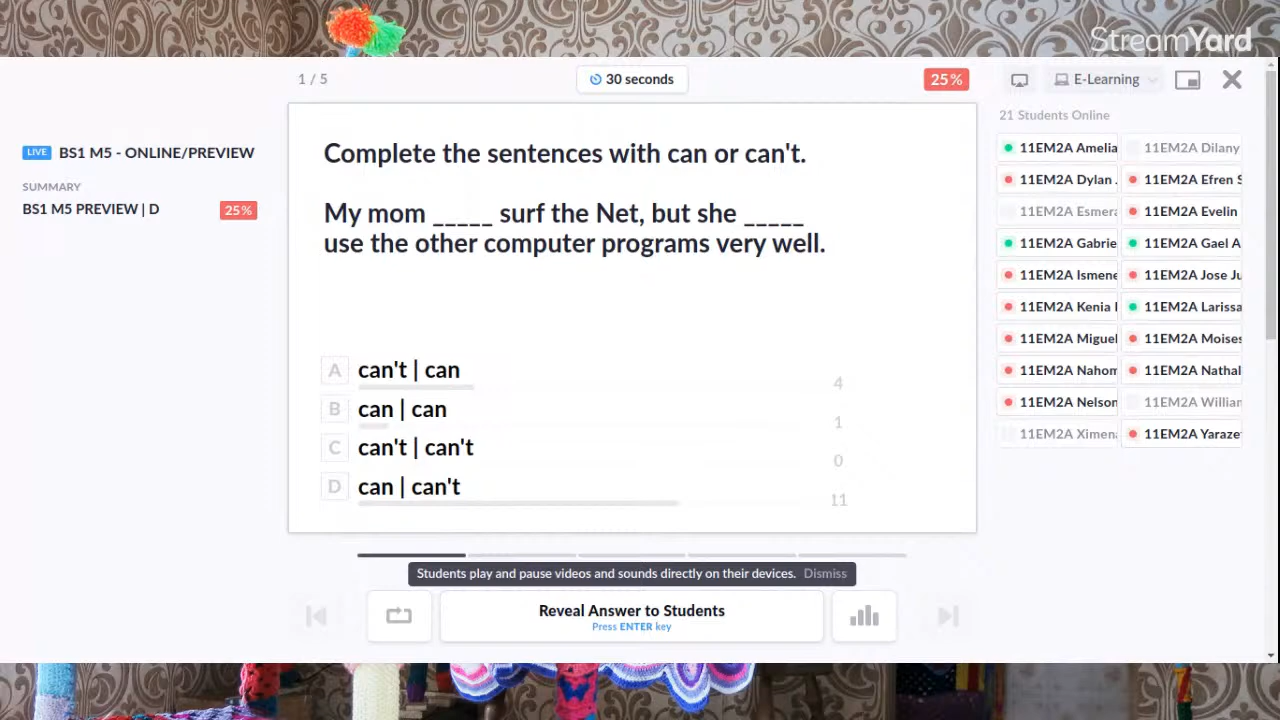 StreamYard
1 / 5
30 seconds
25%
E-Learning
LIVE BS1 M5 - ONLINE/PREVIEW
SUMMARY
BS1 M5 PREVIEW | D 25%
Complete the sentences with can or can't.
My mom _____ surf the Net, but she _____
use the other computer programs very well.
A can't | can 4
B can | can 1
C can't | can't 0
D can | can't 11
Students play and pause videos and sounds directly on their devices. Dismiss
Reveal Answer to Students
Press ENTER key
21 Students Online
11EM2A Amelia 11EM2A Dilany
11EM2A Dylan 11EM2A Efren S
11EM2A Esmera 11EM2A Evelin
11EM2A Gabrie 11EM2A Gael A
11EM2A Ismene 11EM2A Jose Ju
11EM2A Kenia 11EM2A Larissa
11EM2A Miguel 11EM2A Moises
11EM2A Nahom 11EM2A Nathal
11EM2A Nelson 11EM2A William
11EM2A Ximena 11EM2A Yaraze